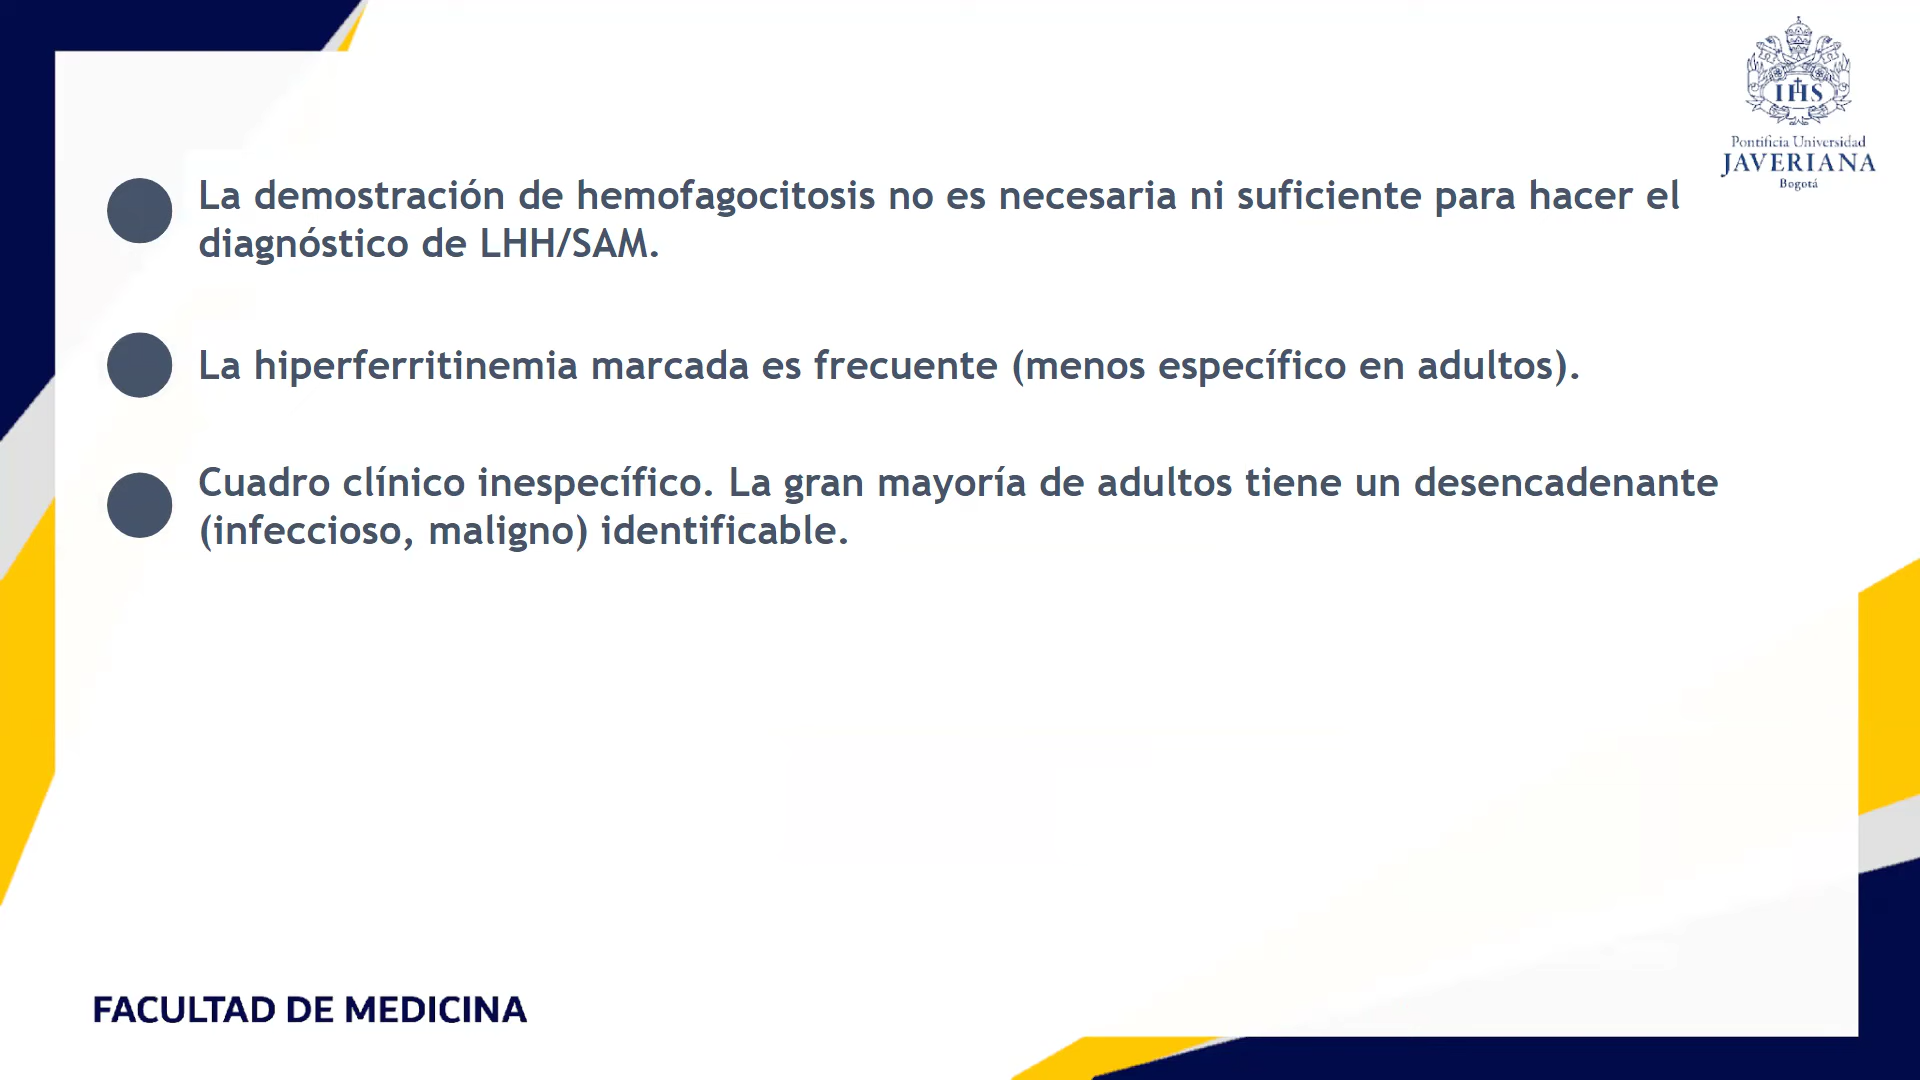 IHS
Pontificia Universidad
JAVERIANA
Bogotá
La demostración de hemofagocitosis no es necesaria ni suficiente para hacer el
diagnóstico de LHH/SAM.
La hiperferritinemia marcada es frecuente (menos específico en adultos).
Cuadro clínico inespecífico. La gran mayoría de adultos tiene un desencadenante
(infeccioso, maligno) identificable.
FACULTAD DE MEDICINA